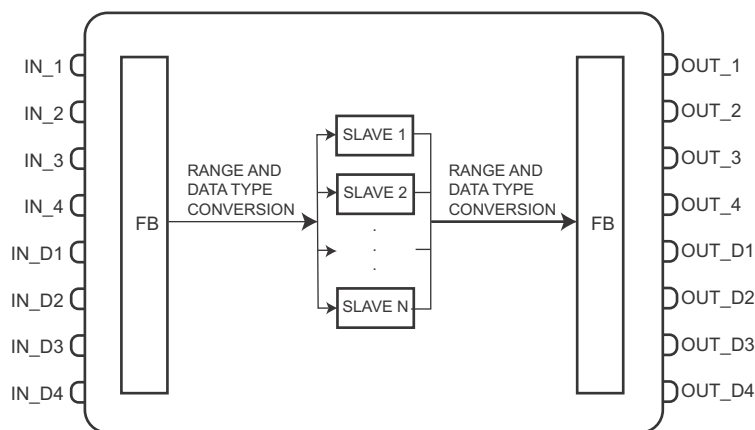 IN_1
IN_2
IN_3
IN_4
IN_D1
IN_D2
IN_D3
IN_D4
FB
RANGE AND
DATA TYPE
CONVERSION
SLAVE 1
SLAVE 2
.
.
.
SLAVE N
RANGE AND
DATA TYPE
CONVERSION
FB
OUT_1
OUT_2
OUT_3
OUT_4
OUT_D1
OUT_D2
OUT_D3
OUT_D4